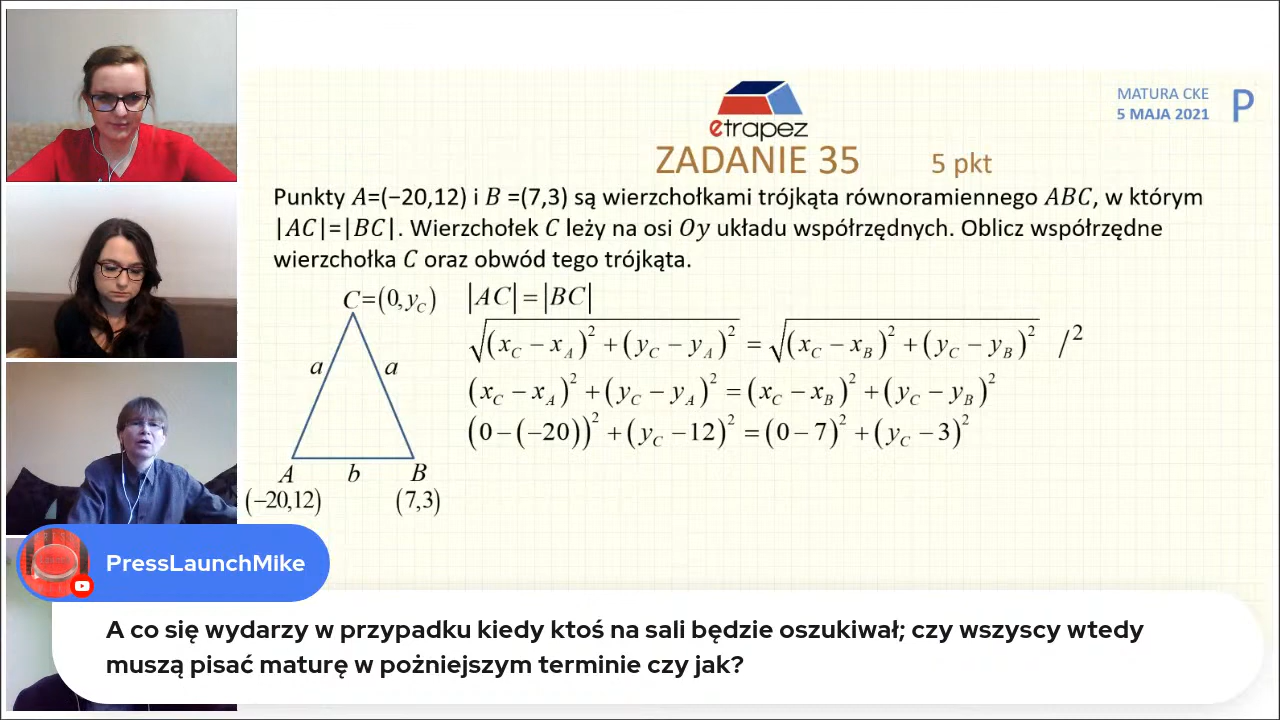 etrapez
MATURA CKE
5 MAJA 2021
P
ZADANIE 35 5 pkt
Punkty A=(−20,12) i B =(7,3) są wierzchołkami trójkąta równoramiennego ABC, w którym
|AC|=|BC|. Wierzchołek C leży na osi Oy układu współrzędnych. Oblicz współrzędne
wierzchołka C oraz obwód tego trójkąta.
C=(0,y_C)
a a
A b B
(−20,12) (7,3)
|AC|=|BC|
√((x_C − x_A)² + (y_C − y_A)²) = √((x_C − x_B)² + (y_C − y_B)²) /²
(x_C − x_A)² + (y_C − y_A)² = (x_C − x_B)² + (y_C − y_B)²
(0−(−20))² + (y_C −12)² = (0−7)² + (y_C −3)²
PressLaunchMike
A co się wydarzy w przypadku kiedy ktoś na sali będzie oszukiwał; czy wszyscy wtedy
muszą pisać maturę w pożniejszym terminie czy jak?